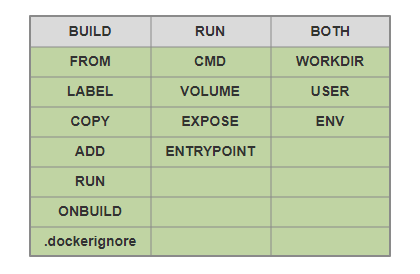 BUILD RUN BOTH
FROM CMD WORKDIR
LABEL VOLUME USER
COPY EXPOSE ENV
ADD ENTRYPOINT
RUN
ONBUILD
.dockerignore